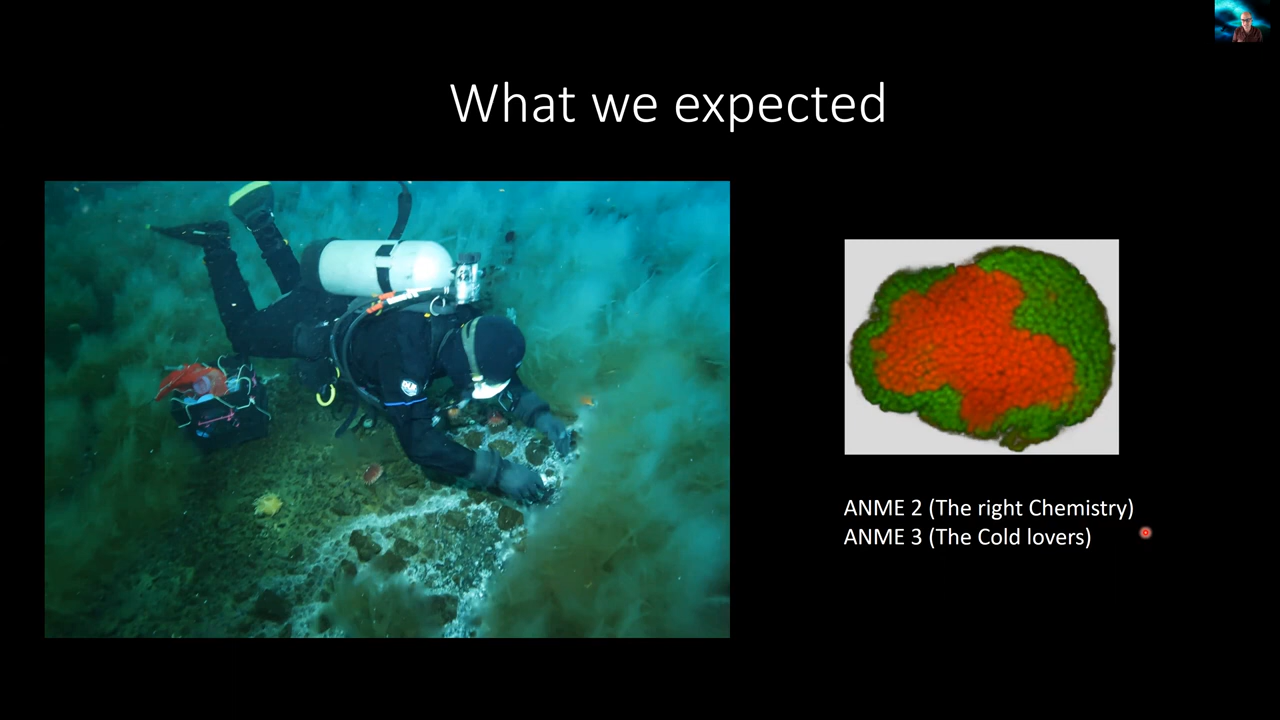 What we expected
ANME 2 (The right Chemistry)
ANME 3 (The Cold lovers)